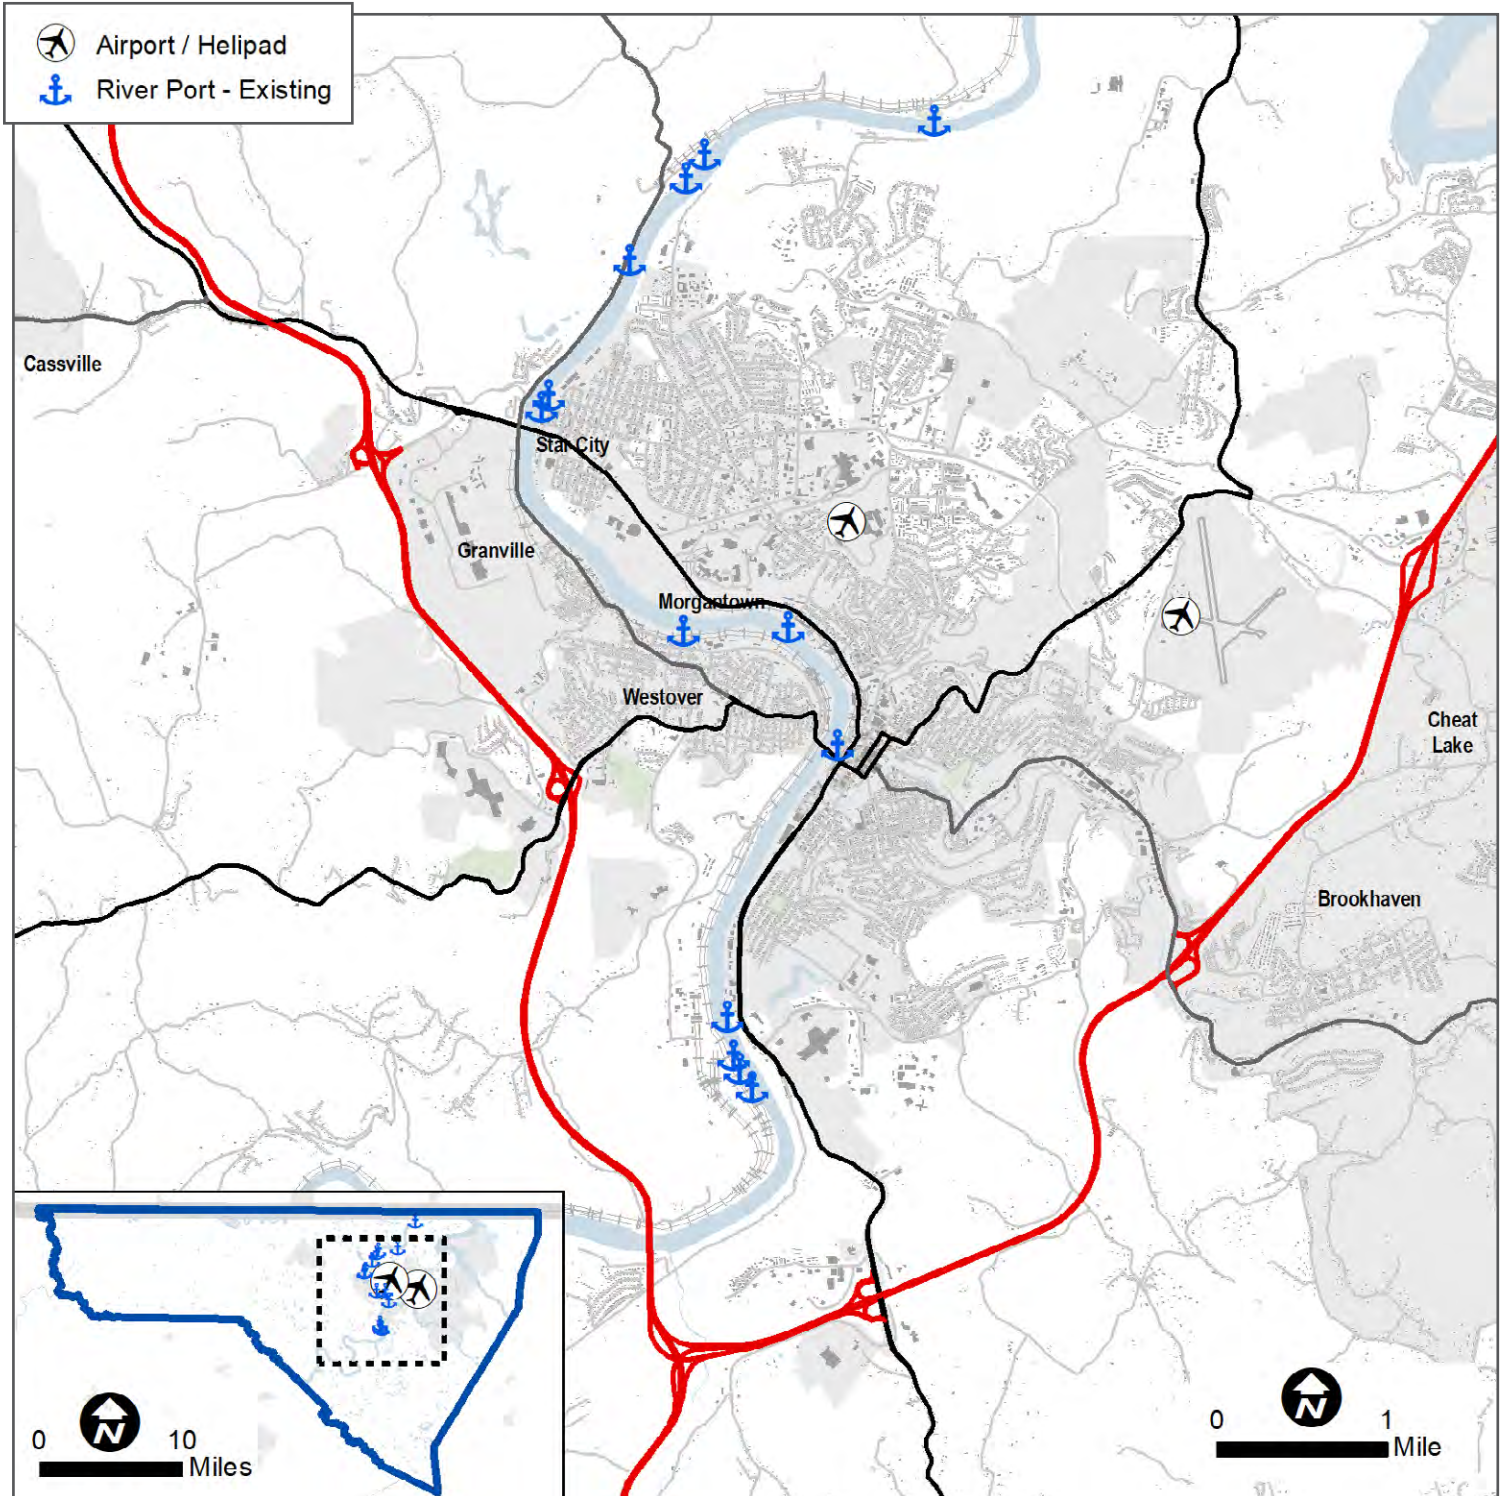 Airport / Helipad
River Port - Existing
Cassville
Star City
Granville
Morgantown
Westover
Cheat
Lake
Brookhaven
N
0 10
Miles
N
0 1
Mile